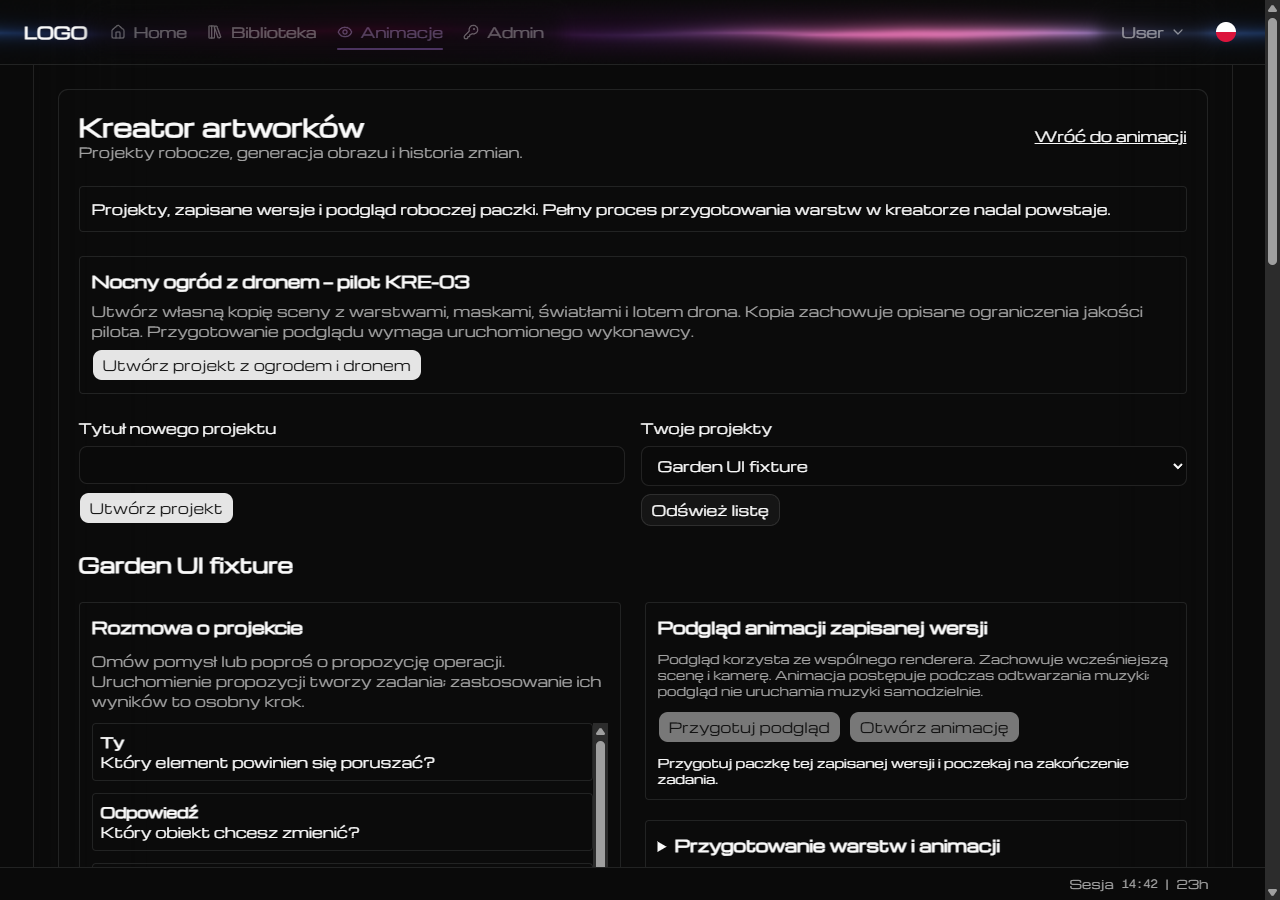 LOGO Home Biblioteka Animacje Admin User
Kreator artworków
Wróć do animacji
Projekty robocze, generacja obrazu i historia zmian.
Projekty, zapisane wersje i podgląd roboczej paczki. Pełny proces przygotowania warstw w kreatorze nadal powstaje.
Nocny ogród z dronem – pilot KRE-03
Utwórz własną kopię sceny z warstwami, maskami, światłami i lotem drona. Kopia zachowuje opisane ograniczenia jakości
pilota. Przygotowanie podglądu wymaga uruchomionego wykonawcy.
Utwórz projekt z ogrodem i dronem
Tytuł nowego projektu
Twoje projekty
Garden UI fixture
Utwórz projekt
Odśwież listę
Garden UI fixture
Rozmowa o projekcie
Omów pomysł lub poproś o propozycję operacji.
Uruchomienie propozycji tworzy zadania; zastosowanie ich
wyników to osobny krok.
Ty
Który element powinien się poruszać?
Odpowiedź
Który obiekt chcesz zmienić?
Podgląd animacji zapisanej wersji
Podgląd korzysta ze wspólnego renderera. Zachowuje wcześniejszą
scenę i kamerę. Animacja postępuje podczas odtwarzania muzyki;
podgląd nie uruchamia muzyki samodzielnie.
Przygotuj podgląd Otwórz animację
Przygotuj paczkę tej zapisanej wersji i poczekaj na zakończenie
zadania.
Przygotowanie warstw i animacji
Sesja 14:42 | 23h